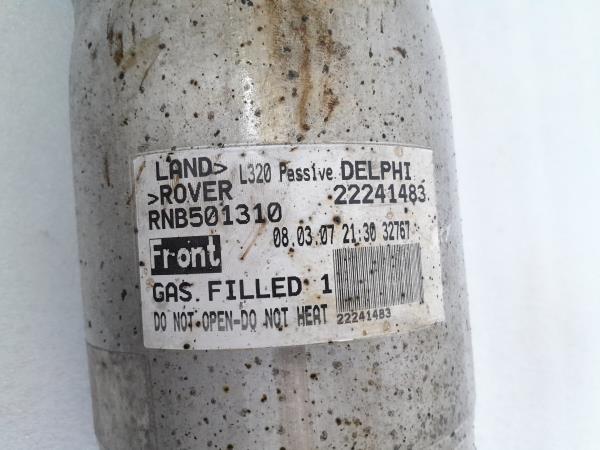 LAND> L320 Passive DELPHI
>ROVER 22241483
RNB501310
Front 08.03.07 21:30 32767
GAS FILLED 1
DO NOT OPEN-DO NOT HEAT 22241483